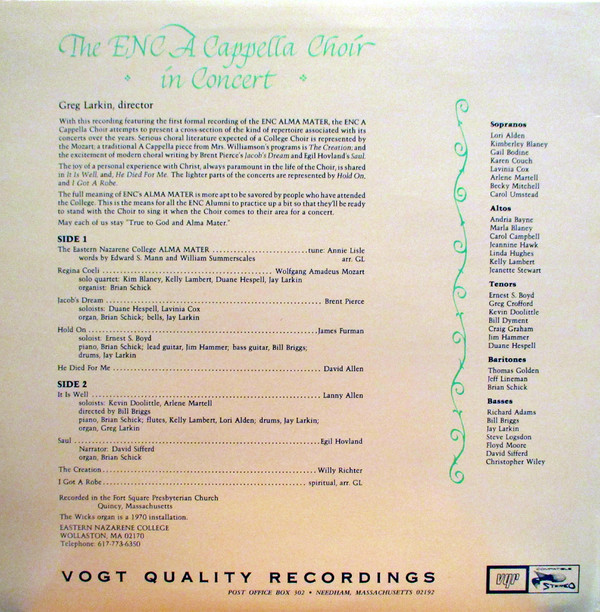 The ENC A Cappella Choir
in Concert
Greg Larkin, director
With this recording featuring the first formal recording of the ENC ALMA MATER, the ENC A
Cappella Choir attempts to present a cross-section of the kind of repertoire associated with its
concerts over the years. Serious choral literature expected of a College Choir is represented by
the Mozart; a traditional A Cappella piece from Mrs. Williamson's programs is The Creation; and
the excitement of modern choral writing by Brent Pierce's Jacob's Dream and Egil Hovland's Saul.
The joy of a personal experience with Christ, always paramount in the life of the Choir, is shared
in It Is Well, and, He Died For Me. The lighter parts of the concerts are represented by Hold On,
and I Got A Robe.
The full meaning of ENC's ALMA MATER is more apt to be savored by people who have attended
the College. This is the means for all the ENC Alumni to practice up a bit so that they'll be ready
to stand with the Choir to sing it when the Choir comes to their area for a concert.
May each of us stay "True to God and Alma Mater."
SIDE 1
The Eastern Nazarene College ALMA MATER ........................tune: Annie Lisle
words by Edward S. Mann and William Summerscales arr. GL
Regina Coeli ............................................ Wolfgang Amadeus Mozart
solo quartet: Kim Blaney, Kelly Lambert, Duane Hespell, Jay Larkin
organist: Brian Schick
Jacob's Dream ...................................................... Brent Pierce
soloists: Duane Hespell, Lavinia Cox
organ, Brian Schick; bells, Jay Larkin
Hold On ...........................................................James Furman
soloist: Ernest S. Boyd
piano, Brian Schick; lead guitar, Jim Hammer; bass guitar, Bill Briggs;
drums, Jay Larkin
He Died For Me .................................................... David Allen
SIDE 2
It Is Well .......................................................... Lanny Allen
soloists: Kevin Doolittle, Arlene Martell
directed by Bill Briggs
piano, Brian Schick; flutes, Kelly Lambert, Lori Alden; drums, Jay Larkin;
organ, Greg Larkin
Saul ...............................................................Egil Hovland
Narrator: David Sifferd
organ, Brian Schick
The Creation.......................................................Willy Richter
I Got A Robe.................................................. spiritual, arr. GL
Recorded in the Fort Square Presbyterian Church
Quincy, Massachusetts
The Wicks organ is a 1970 installation.
EASTERN NAZARENE COLLEGE
WOLLASTON, MA 02170
Telephone: 617-773-6350
Sopranos
Lori Alden
Kimberley Blaney
Gail Bodine
Karen Couch
Lavinia Cox
Arlene Martell
Becky Mitchell
Carol Umstead
Altos
Andria Bayne
Marla Blaney
Carol Campbell
Jeannine Hawk
Linda Hughes
Kelly Lambert
Jeanette Stewart
Tenors
Ernest S. Boyd
Greg Crofford
Kevin Doolittle
Bill Dyment
Craig Graham
Jim Hammer
Duane Hespell
Baritones
Thomas Golden
Jeff Lineman
Brian Schick
Basses
Richard Adams
Bill Briggs
Jay Larkin
Steve Logsdon
Floyd Moore
David Sifferd
Christopher Wiley
VOGT QUALITY RECORDINGS
POST OFFICE BOX 302 • NEEDHAM, MASSACHUSETTS 02192
VQR
COMPATIBLE
STEREO